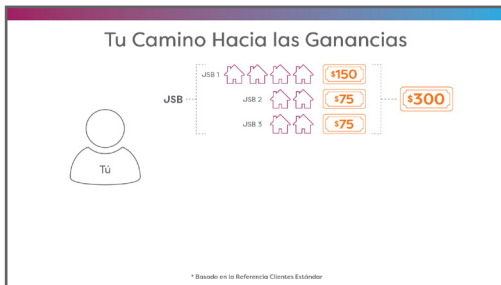 Tu Camino Hacia las Ganancias
JSB 1 $150
JSB JSB 2 $75 $300
JSB 3 $75
Tú
* Basado en la Referencia Clientes Estándar